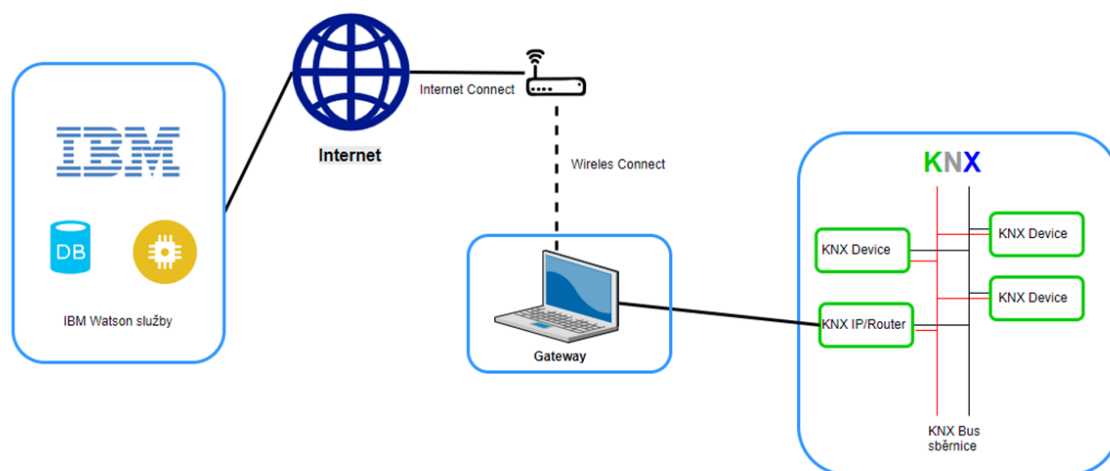 IBM
DB
IBM Watson služby
Internet
Internet Connect
Wireles Connect
Gateway
KNX
KNX Device
KNX Device
KNX Device
KNX IP/Router
KNX Bus
sběrnice